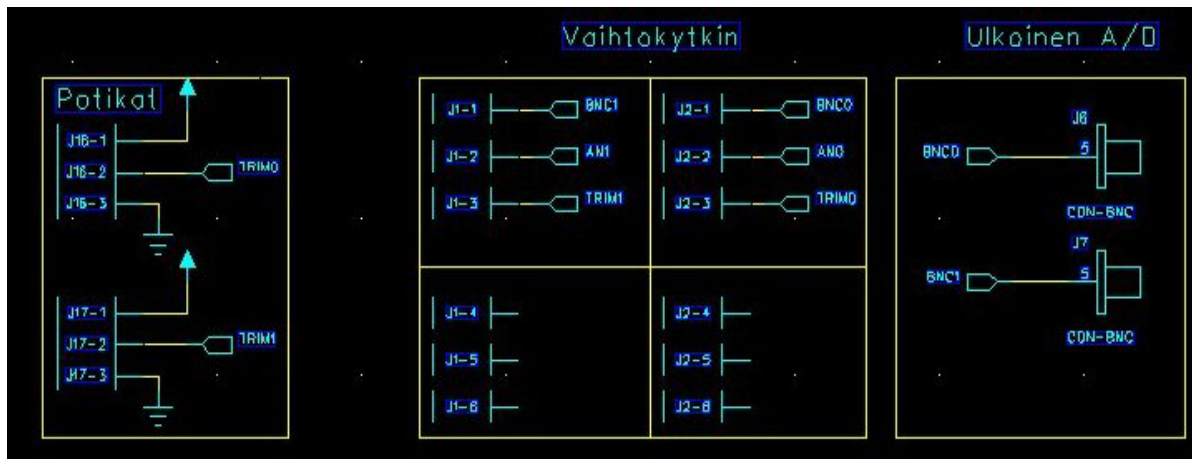 Vaihtokytkin
Ulkoinen A/D
Potikat
J16-1
J16-2
TRIM0
J16-3
J17-1
J17-2
TRIM1
J17-3
J1-1
BNC1
J1-2
AN1
J1-3
TRIM1
J2-1
BNC0
J2-2
AN0
J2-3
TRIM0
J1-4
J1-5
J1-6
J2-4
J2-5
J2-6
J6
BNC0
5
CON-BNC
J7
BNC1
5
CON-BNC